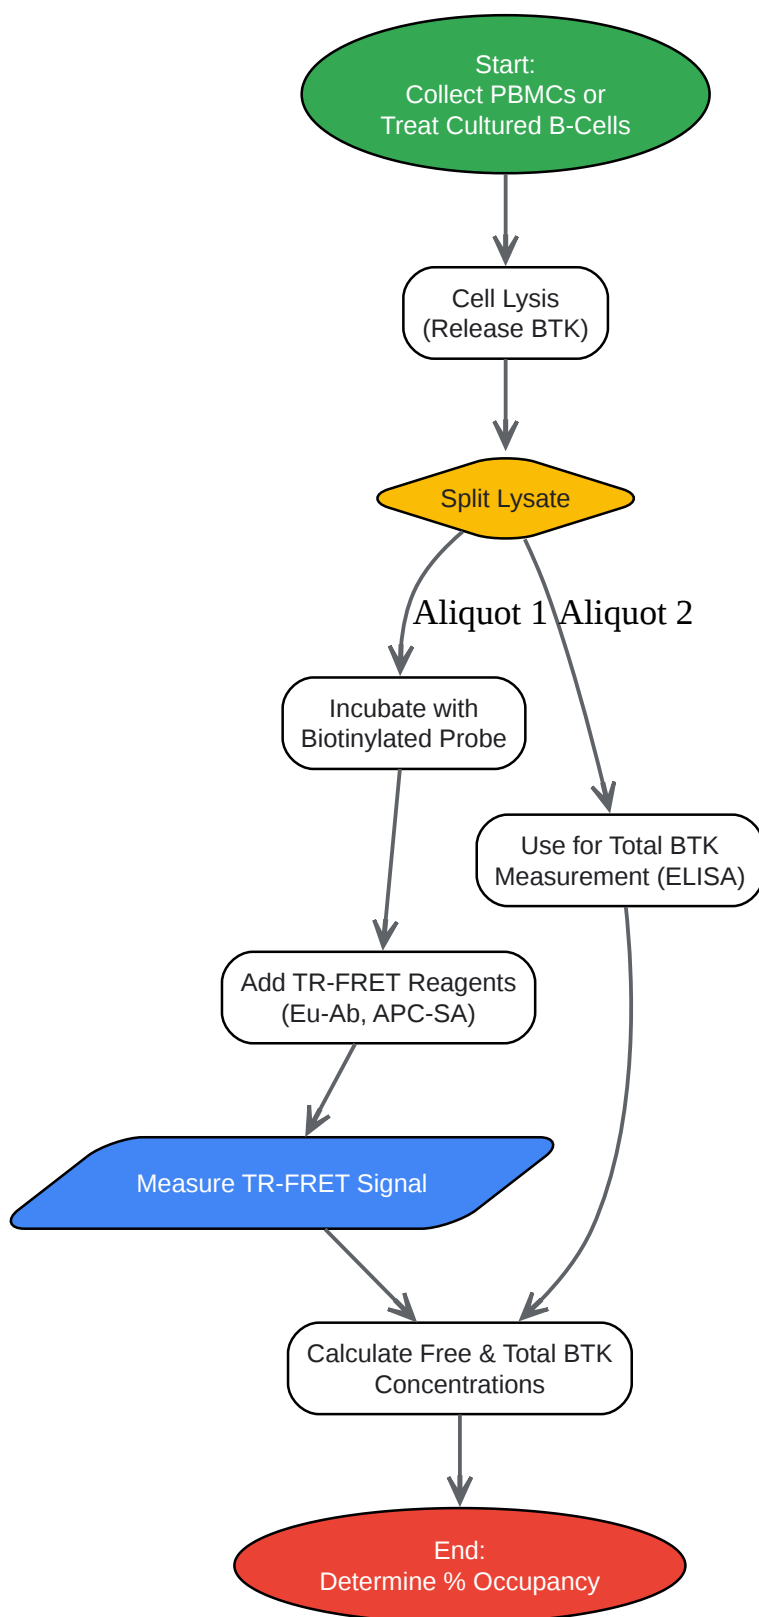 Start:
Collect PBMCs or
Treat Cultured B-Cells
Cell Lysis
(Release BTK)
Split Lysate
Aliquot 1
Aliquot 2
Incubate with
Biotinylated Probe
Use for Total BTK
Measurement (ELISA)
Add TR-FRET Reagents
(Eu-Ab, APC-SA)
Measure TR-FRET Signal
Calculate Free & Total BTK
Concentrations
End:
Determine % Occupancy